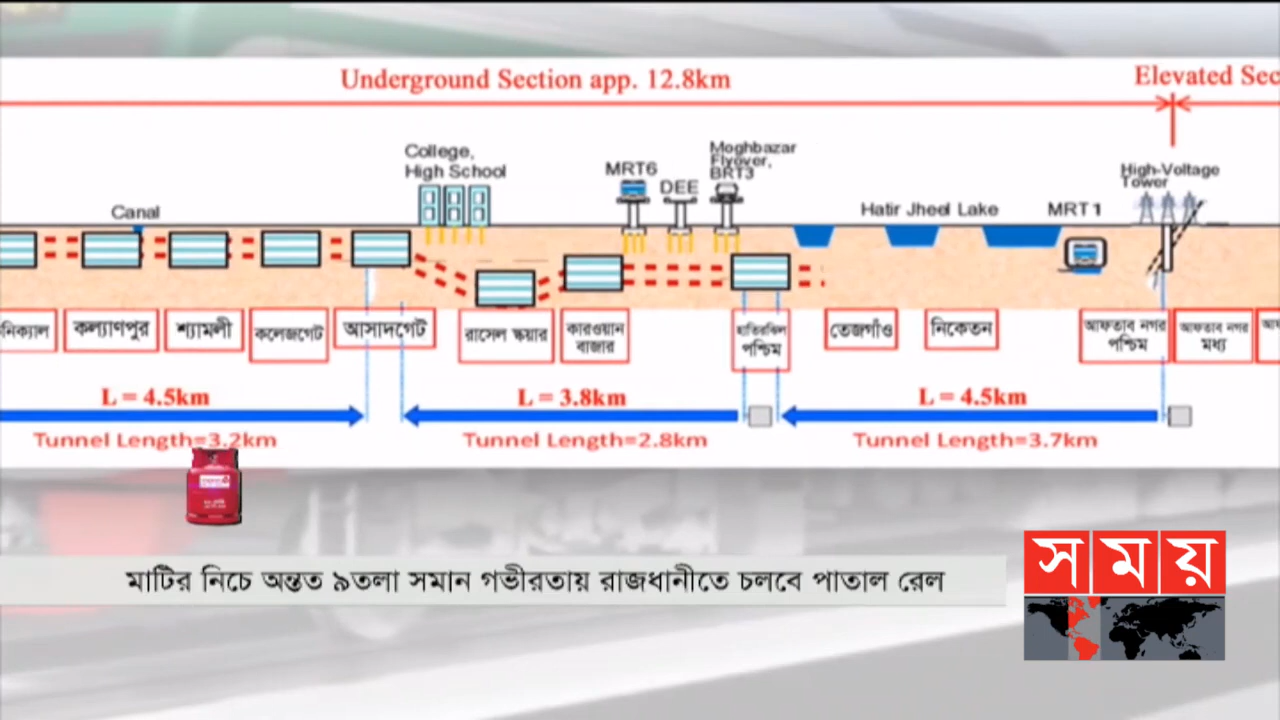 Underground Section app. 12.8km
Elevated Sec
College,
High School
MRT6
DEE
Moghbazar
Flyover,
BRT3
High-Voltage
Tower
Canal
Hatir Jheel Lake
MRT 1
নিক্যাল
কল্যাণপুর
শ্যামলী
কলেজগেট
আসাদগেট
রাসেল স্কয়ার
কারওয়ান
বাজার
হাতিরঝিল
পশ্চিম
তেজগাঁও
নিকেতন
আফতাব নগর
পশ্চিম
আফতাব নগর
মধ্য
L = 4.5km
L = 3.8km
L = 4.5km
Tunnel Length=3.2km
Tunnel Length=2.8km
Tunnel Length=3.7km
মাটির নিচে অন্তত ৯তলা সমান গভীরতায় রাজধানীতে চলবে পাতাল রেল
সময়